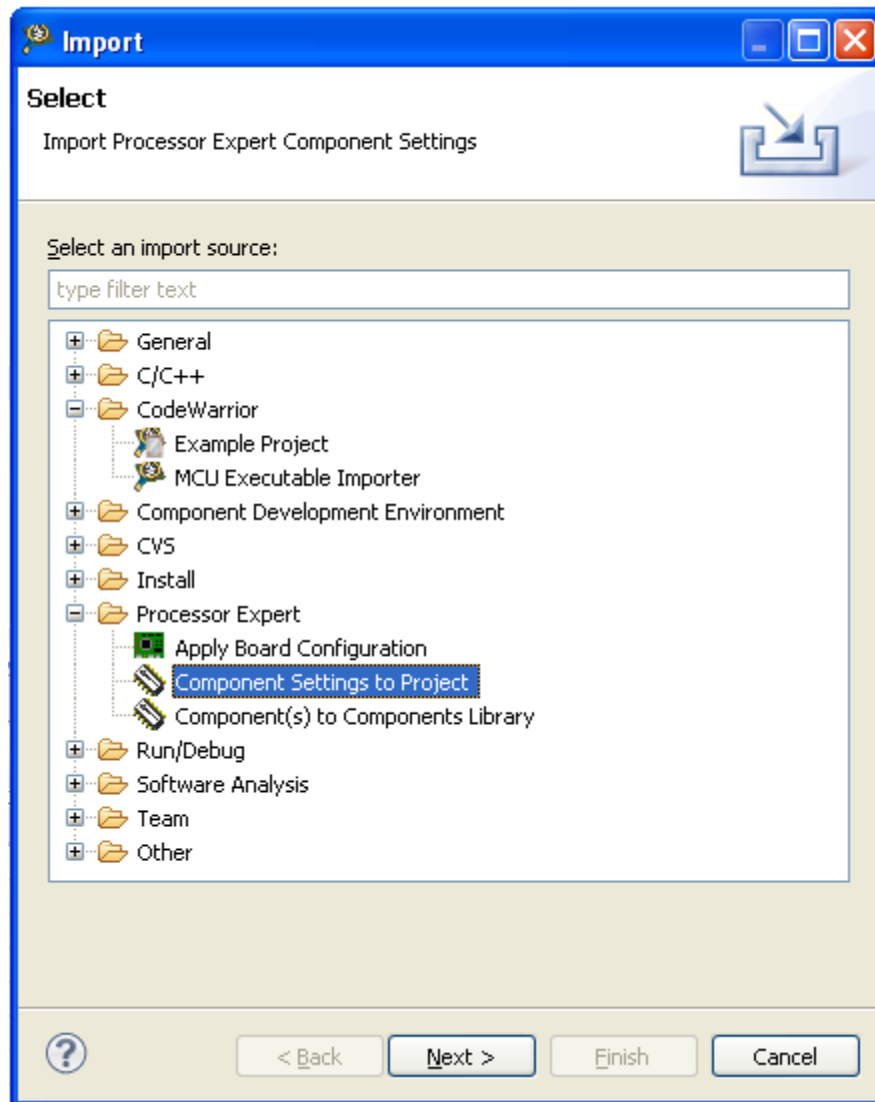 Import
Select
Import Processor Expert Component Settings
Select an import source:
type filter text
General
C/C++
CodeWarrior
Example Project
MCU Executable Importer
Component Development Environment
CVS
Install
Processor Expert
Apply Board Configuration
Component Settings to Project
Component(s) to Components Library
Run/Debug
Software Analysis
Team
Other
? < Back Next > Finish Cancel